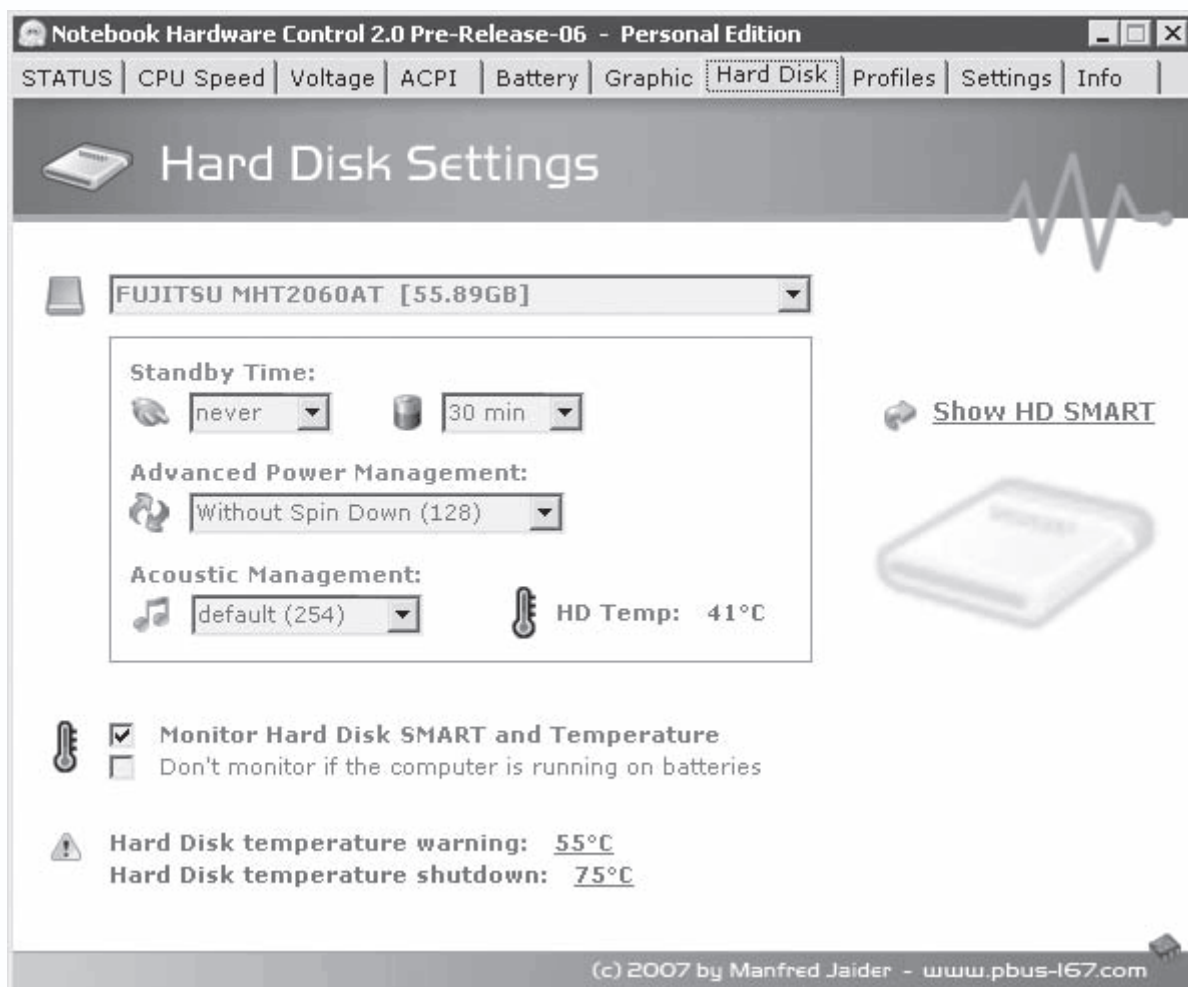 Notebook Hardware Control 2.0 Pre-Release-06 - Personal Edition
STATUS CPU Speed Voltage ACPI Battery Graphic Hard Disk Profiles Settings Info
Hard Disk Settings
FUJITSU MHT2060AT [55.89GB]
Standby Time:
never 30 min
Show HD SMART
Advanced Power Management:
Without Spin Down (128)
Acoustic Management:
default (254) HD Temp: 41°C
Monitor Hard Disk SMART and Temperature
Don't monitor if the computer is running on batteries
Hard Disk temperature warning: 55°C
Hard Disk temperature shutdown: 75°C
(c) 2007 by Manfred Jaider - www.pbus-167.com